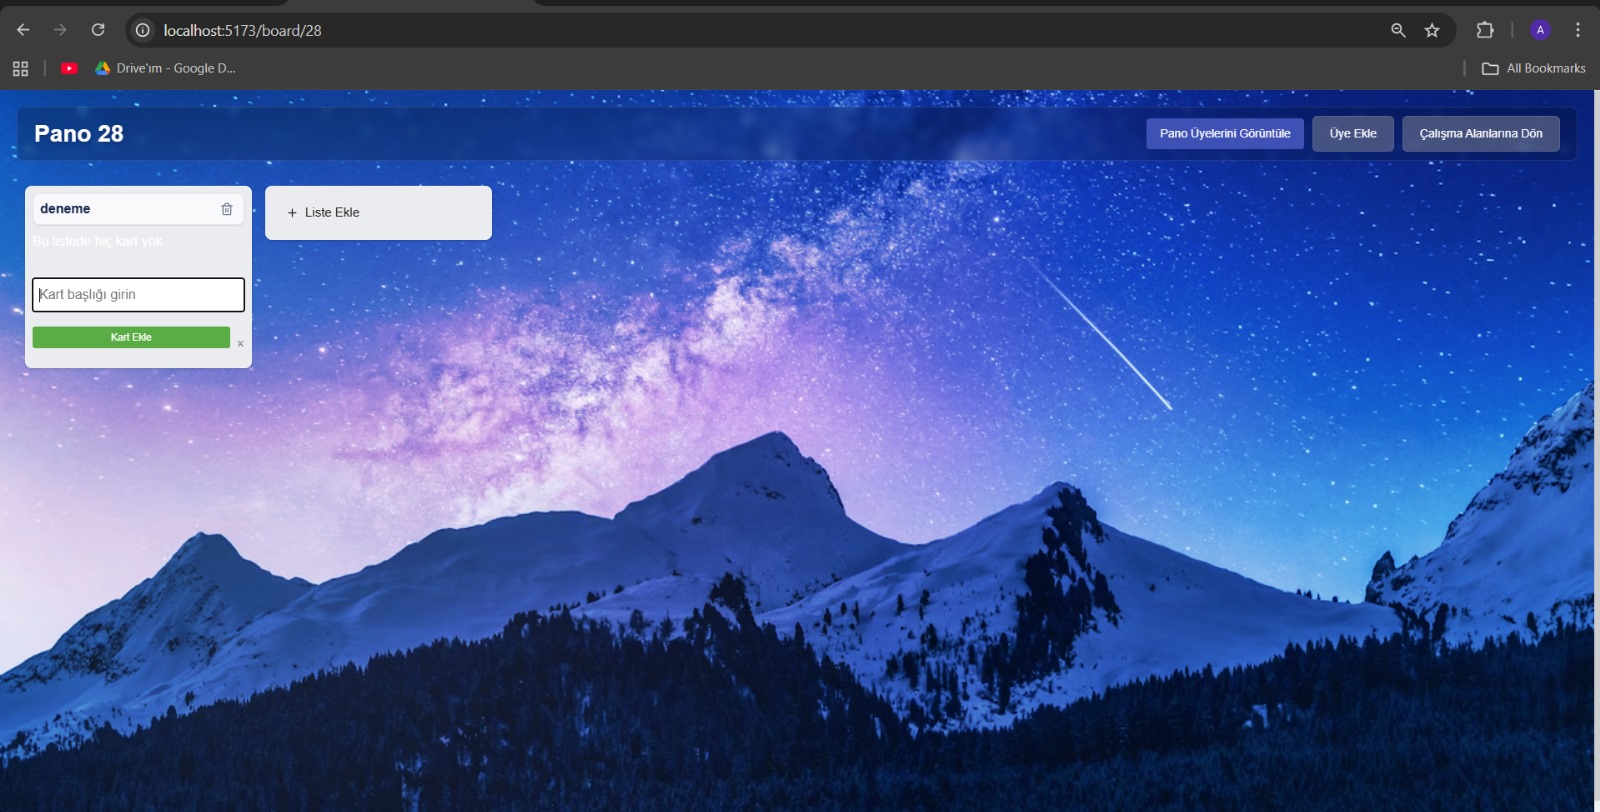 localhost:5173/board/28
A
Drive'ım - Google D...
All Bookmarks
Pano 28
Pano Üyelerini Görüntüle
Üye Ekle
Çalışma Alanlarına Dön
deneme
+ Liste Ekle
Bu listede hiç kart yok
Kart başlığı girin
Kart Ekle
×